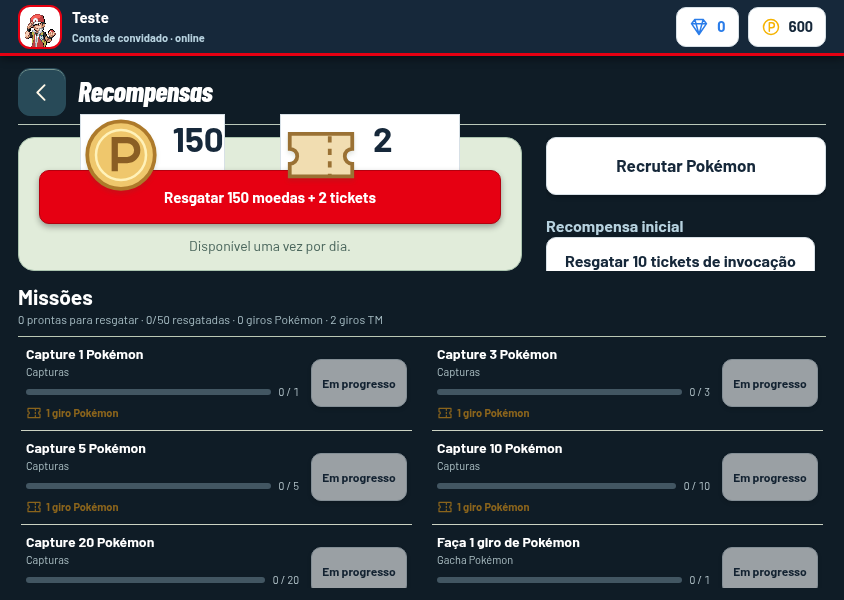 Teste
Conta de convidado · online
0
600
Recompensas
P
150
2
Resgatar 150 moedas + 2 tickets
Disponível uma vez por dia.
Recrutar Pokémon
Recompensa inicial
Resgatar 10 tickets de invocação
Missões
0 prontas para resgatar · 0/50 resgatadas · 0 giros Pokémon · 2 giros TM
Capture 1 Pokémon
Capturas
0 / 1
1 giro Pokémon
Em progresso
Capture 3 Pokémon
Capturas
0 / 3
1 giro Pokémon
Em progresso
Capture 5 Pokémon
Capturas
0 / 5
1 giro Pokémon
Em progresso
Capture 10 Pokémon
Capturas
0 / 10
1 giro Pokémon
Em progresso
Capture 20 Pokémon
Capturas
0 / 20
Em progresso
Faça 1 giro de Pokémon
Gacha Pokémon
0 / 1
Em progresso